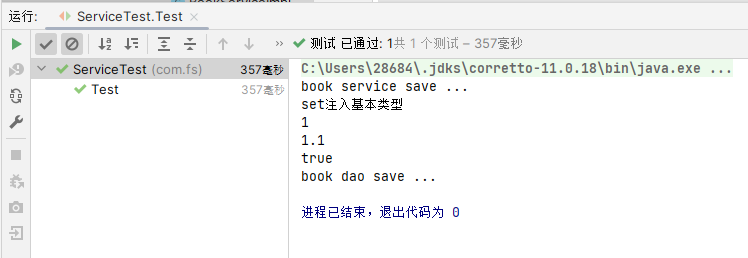 运行: ServiceTest.Test
测试 已通过: 1共 1 个测试 – 357毫秒
ServiceTest (com.fs) 357毫秒
Test 357毫秒
C:\Users\28684\.jdks\corretto-11.0.18\bin\java.exe ...
book service save ...
set注入基本类型
1
1.1
true
book dao save ...
进程已结束，退出代码为 0